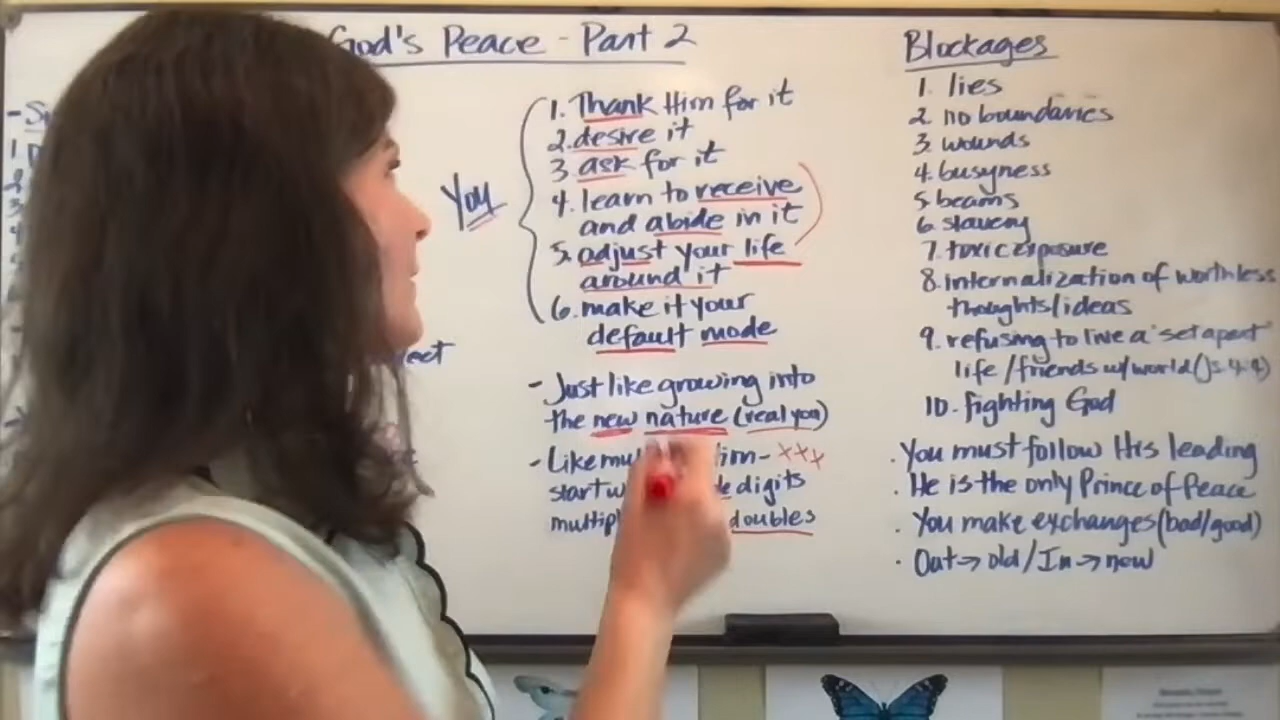 God's Peace - Part 2
You
1. Thank Him for it
2. desire it
3 ask for it
4. learn to receive
and abide in it
5. adjust your life
around it
6. make it your
default mode
- Just like growing into
the new nature (real you)
- Like
start digits
doubles
Blockages
1. lies
2. no boundaries
3. wounds
4. busyness
5. beams
6. slavery
7. toxic exposure
8. internalization of worthless
thoughts/ideas
9. refusing to live a "set apart"
life /friends w/world (Js. 4:4)
10. fighting God
. You must follow His leading
. He is the only Prince of Peace
. You make exchanges (bad/good)
. Out → old / In → new